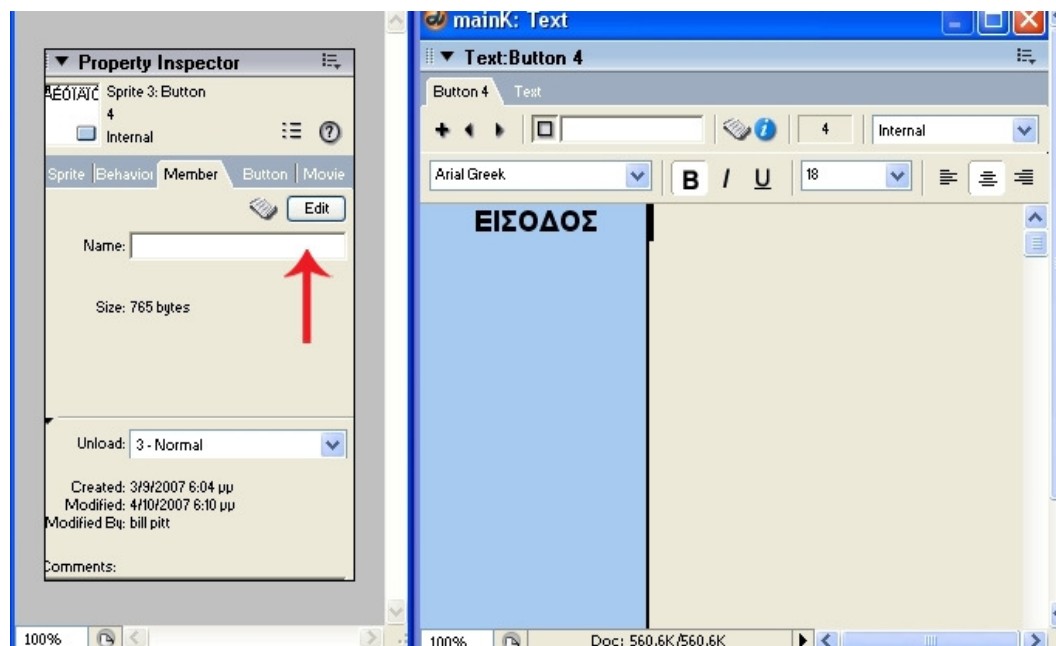 Property Inspector
Sprite 3: Button
4
Internal
Sprite Behavior Member Button Movie
Edit
Name:
Size: 765 bytes
Unload: 3 - Normal
Created: 3/9/2007 6:04 μμ
Modified: 4/10/2007 6:10 μμ
Modified By: bill pitt
Comments:
100%
mainK: Text
Text:Button 4
Button 4 Text
4 Internal
Arial Greek B I U 18
ΕΙΣΟΔΟΣ
100% Doc: 560.6K/560.6K